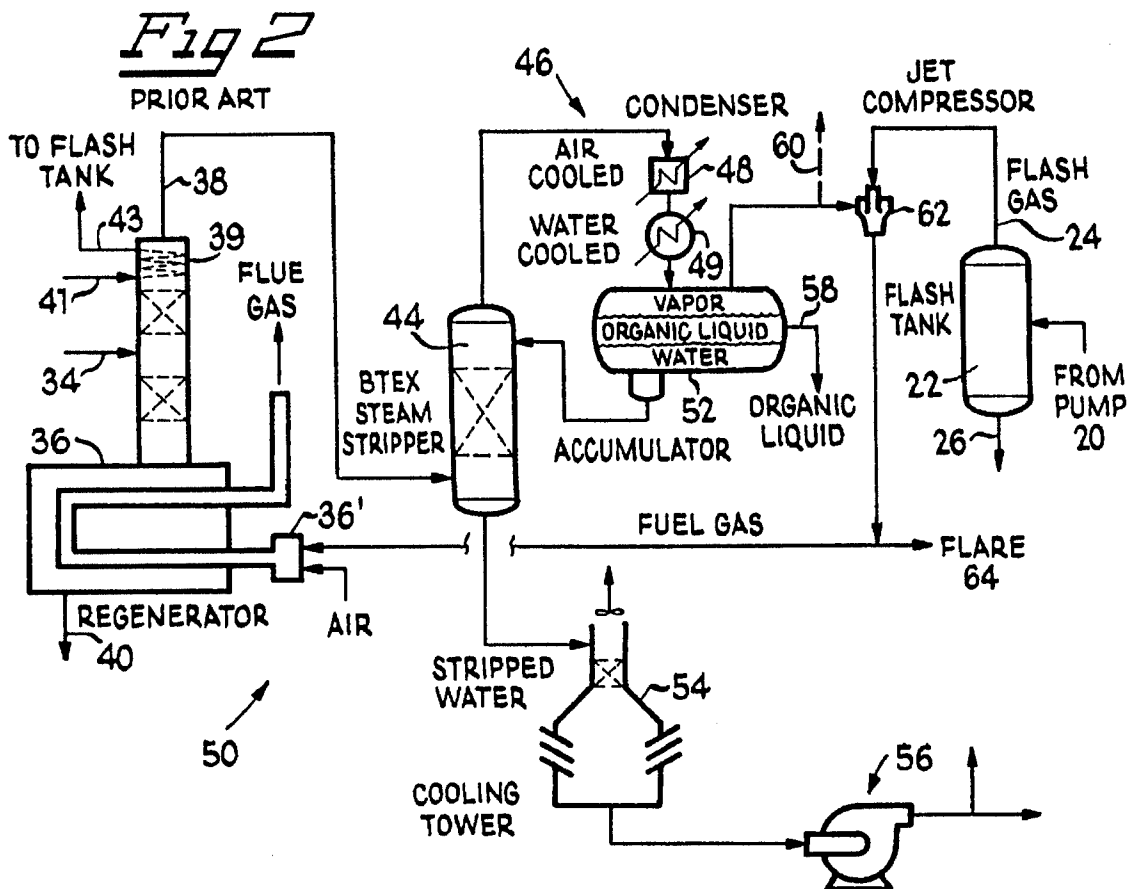 Fig 2
PRIOR ART
46
CONDENSER
JET
COMPRESSOR
TO FLASH
TANK
38
AIR
COOLED
48
60
FLASH
GAS
62
43
39
WATER
COOLED
49
24
FLUE
GAS
41
VAPOR
ORGANIC LIQUID
WATER
58
FLASH
TANK
44
34
BTEX
STEAM
STRIPPER
52
ORGANIC
LIQUID
22
FROM
PUMP
20
36
ACCUMULATOR
26
36'
FUEL GAS
FLARE
64
REGENERATOR
AIR
40
STRIPPED
WATER
54
50
COOLING
TOWER
56